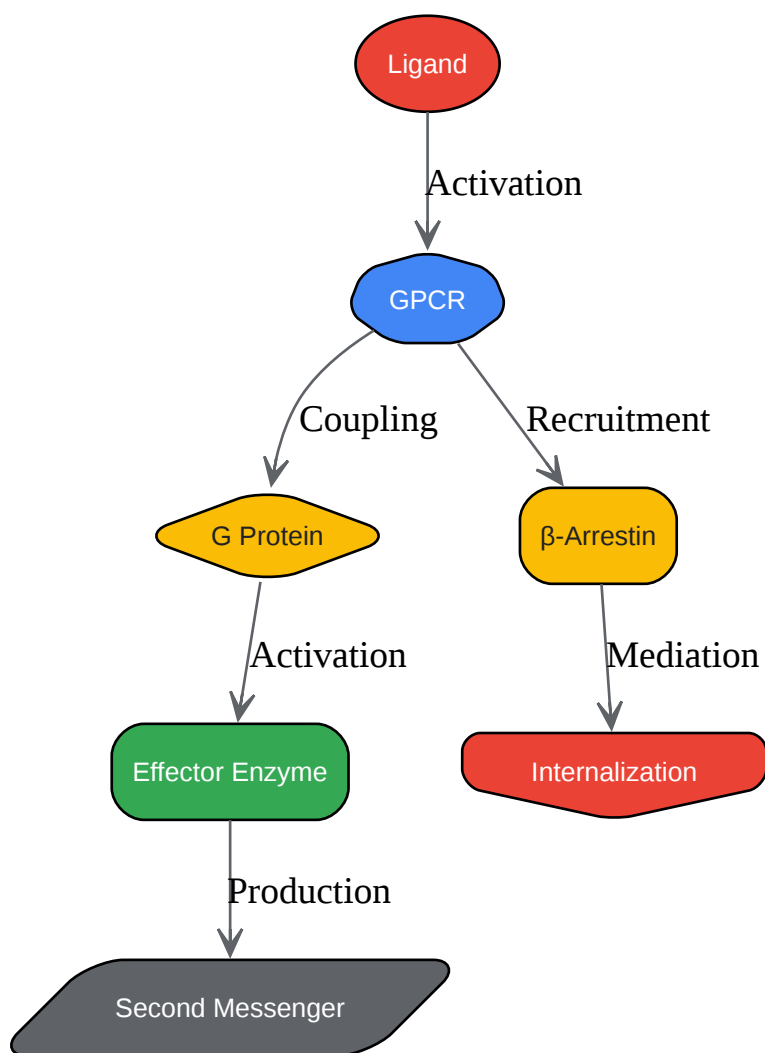 Ligand
Activation
GPCR
Coupling
Recruitment
G Protein
β-Arrestin
Activation
Mediation
Effector Enzyme
Internalization
Production
Second Messenger